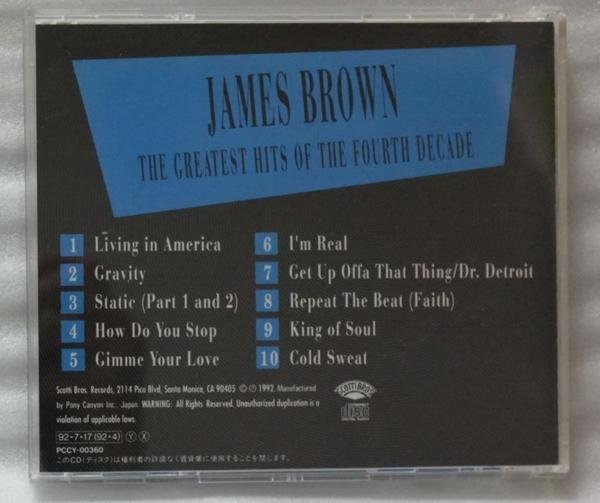 JAMES BROWN
THE GREATEST HITS OF THE FOURTH DECADE
1 Living in America
2 Gravity
3 Static (Part 1 and 2)
4 How Do You Stop
5 Gimme Your Love
6 I'm Real
7 Get Up Offa That Thing/Dr. Detroit
8 Repeat The Beat (Faith)
9 King of Soul
10 Cold Sweat
Scotti Bros. Records, 2114 Pico Blvd, Santa Monica, CA 90405 © ℗ 1992. Manufactured
by Pony Canyon Inc., Japan. WARNING: All Rights Reserved. Unauthorized duplication is a
violation of applicable laws.
92・7・17(92・4) Ⓨ Ⓧ
PCCY-00360
このCD(ディスク)は権利者の許諾なく賃貸業に使用することを禁じます。
SCOTTI BROS
COMPACT
disc
DIGITAL AUDIO